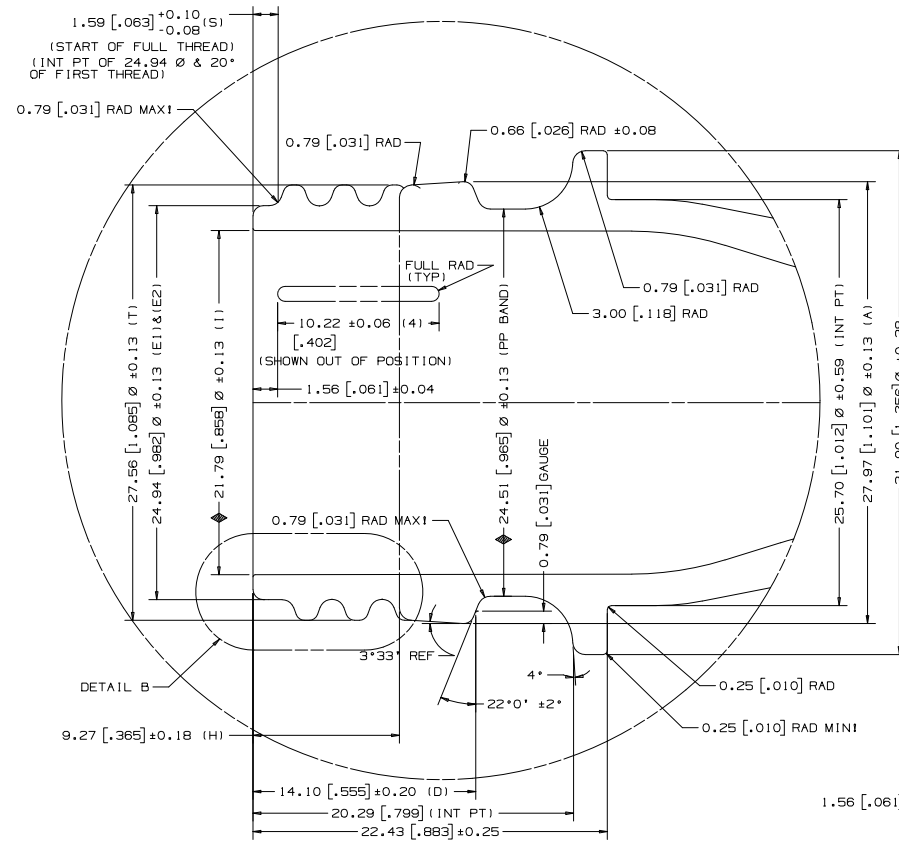 1.59 [.063] +0.10 -0.08 (S)
(START OF FULL THREAD)
(INT PT OF 24.94 Ø & 20°
OF FIRST THREAD)
0.79 [.031] RAD MAX!
0.79 [.031] RAD
0.66 [.026] RAD ±0.08
FULL RAD
(TYP)
10.22 ±0.06 (4)
[.402]
(SHOWN OUT OF POSITION)
1.56 [.061]±0.04
0.79 [.031] RAD
3.00 [.118] RAD
27.56 [1.085] Ø ±0.13 (T)
24.94 [.982] Ø ±0.13 (E1)&(E2)
21.79 [.858] Ø ±0.13 (I)
24.51 [.965] Ø ±0.13 (PP BAND)
0.79 [.031]GAUGE
25.70 [1.012] Ø ±0.59 (INT PT)
27.97 [1.101] Ø ±0.13 (A)
0.79 [.031] RAD MAX!
3°33' REF
4°
22°0' ±2°
DETAIL B
0.25 [.010] RAD
0.25 [.010] RAD MIN!
9.27 [.365]±0.18 (H)
14.10 [.555]±0.20 (D)
20.29 [.799](INT PT)
22.43 [.883]±0.25
1.56 [.061]